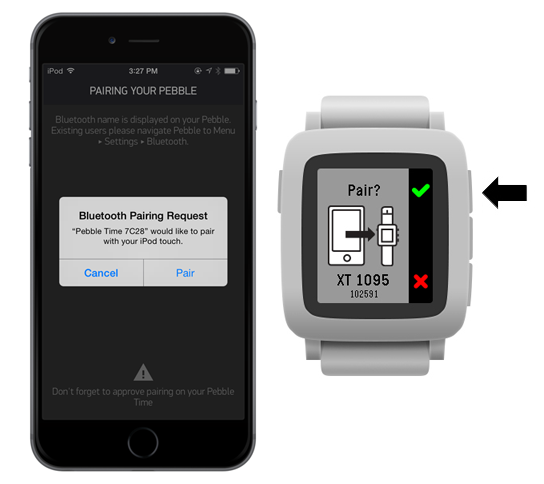 iPod 3:27 PM
PAIRING YOUR PEBBLE
Bluetooth name is displayed on your Pebble.
Existing users please navigate Pebble to Menu
▸ Settings ▸ Bluetooth.
Bluetooth Pairing Request
“Pebble Time 7C28” would like to pair
with your iPod touch.
Cancel Pair
Don't forget to approve pairing on your Pebble
Time
Pair?
XT 1095
102591